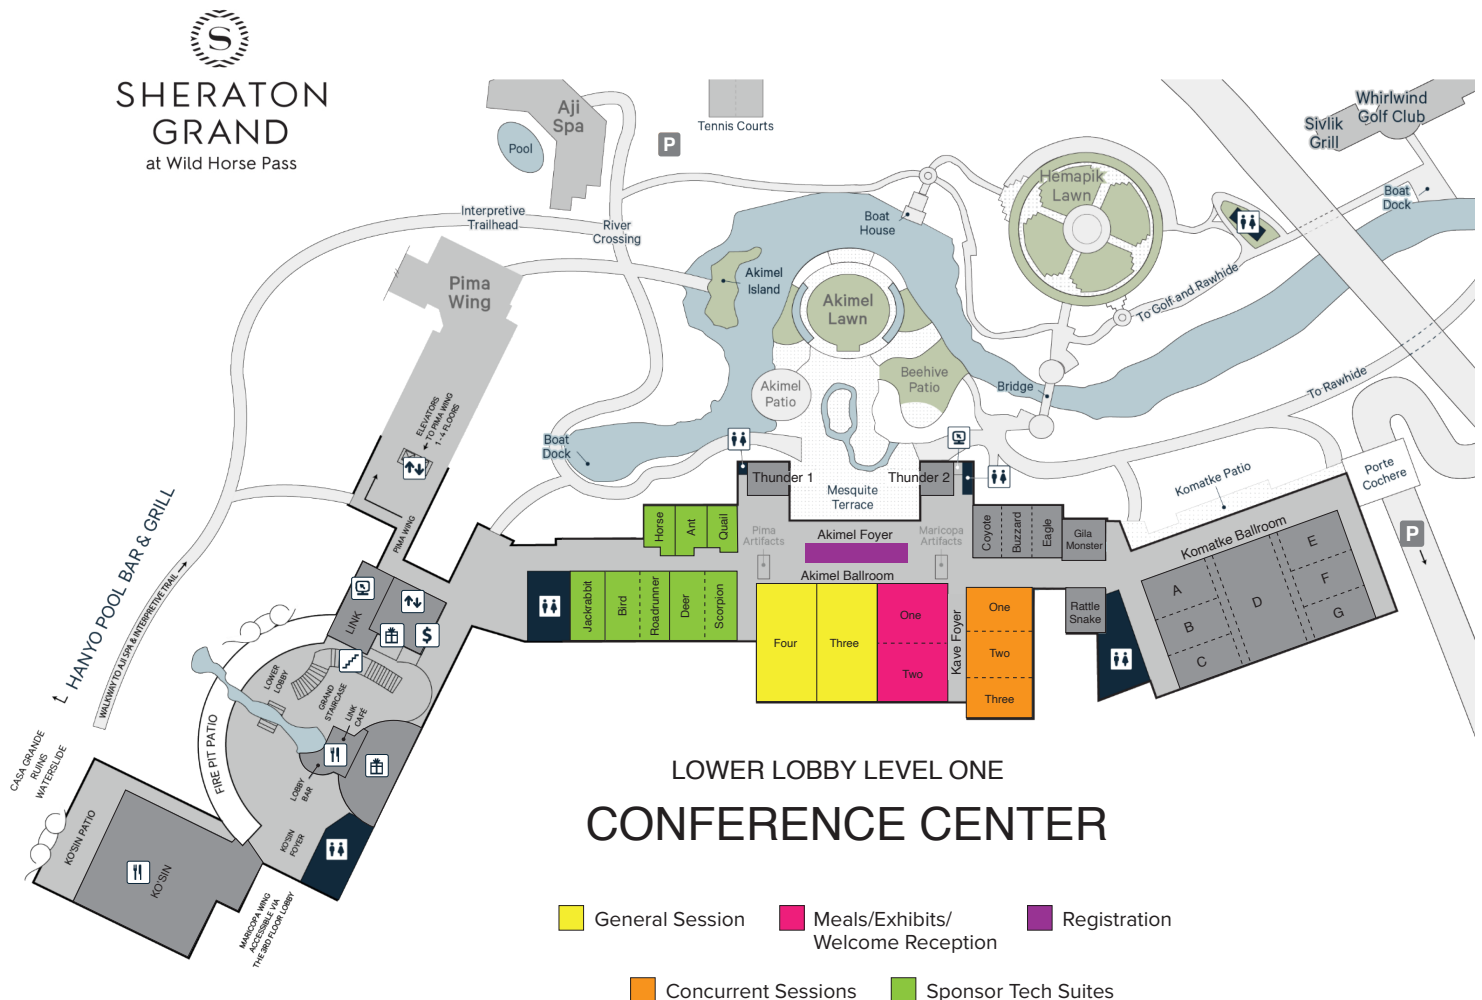 S
SHERATON
GRAND
at Wild Horse Pass
Aji
Spa
Pool
Tennis Courts
P
Whirlwind
Golf Club
Sivlik
Grill
Boat
Dock
Hemapik
Lawn
Boat
House
Interpretive
Trailhead
River
Crossing
Pima
Wing
Akimel
Island
Akimel
Lawn
To Golf and Rawhide
Beehive
Patio
Akimel
Patio
Bridge
To Rawhide
ELEVATORS
TO PIMA WING
1-4 FLOORS
Boat
Dock
Thunder 1
Thunder 2
Mesquite
Terrace
Komatke Patio
Porte
Cochere
P
PIMA WING
Horse
Ant
Quail
Pima
Artifacts
Akimel Foyer
Maricopa
Artifacts
Coyote
Buzzard
Eagle
Gila
Monster
Komatke Ballroom
Akimel Ballroom
A
B
C
D
E
F
G
Jackrabbit
Bird
Roadrunner
Deer
Scorpion
Four
Three
One
Two
Kave Foyer
One
Two
Three
Rattle
Snake
HANYO POOL BAR & GRILL
WALKWAY TO AJI SPA & INTERPRETIVE TRAIL
LINK
$
LOWER
LOBBY
GRAND
STAIRCASE
LINK
CAFÉ
LOBBY
BAR
FIRE PIT PATIO
CASA GRANDE
RUINS
WATERSLIDE
KO'SIN PATIO
KO'SIN
KO'SIN
FOYER
MARICOPA WING
ACCESSIBLE VIA
THE 3RD FLOOR LOBBY
LOWER LOBBY LEVEL ONE
CONFERENCE CENTER
General Session
Meals/Exhibits/
Welcome Reception
Registration
Concurrent Sessions
Sponsor Tech Suites